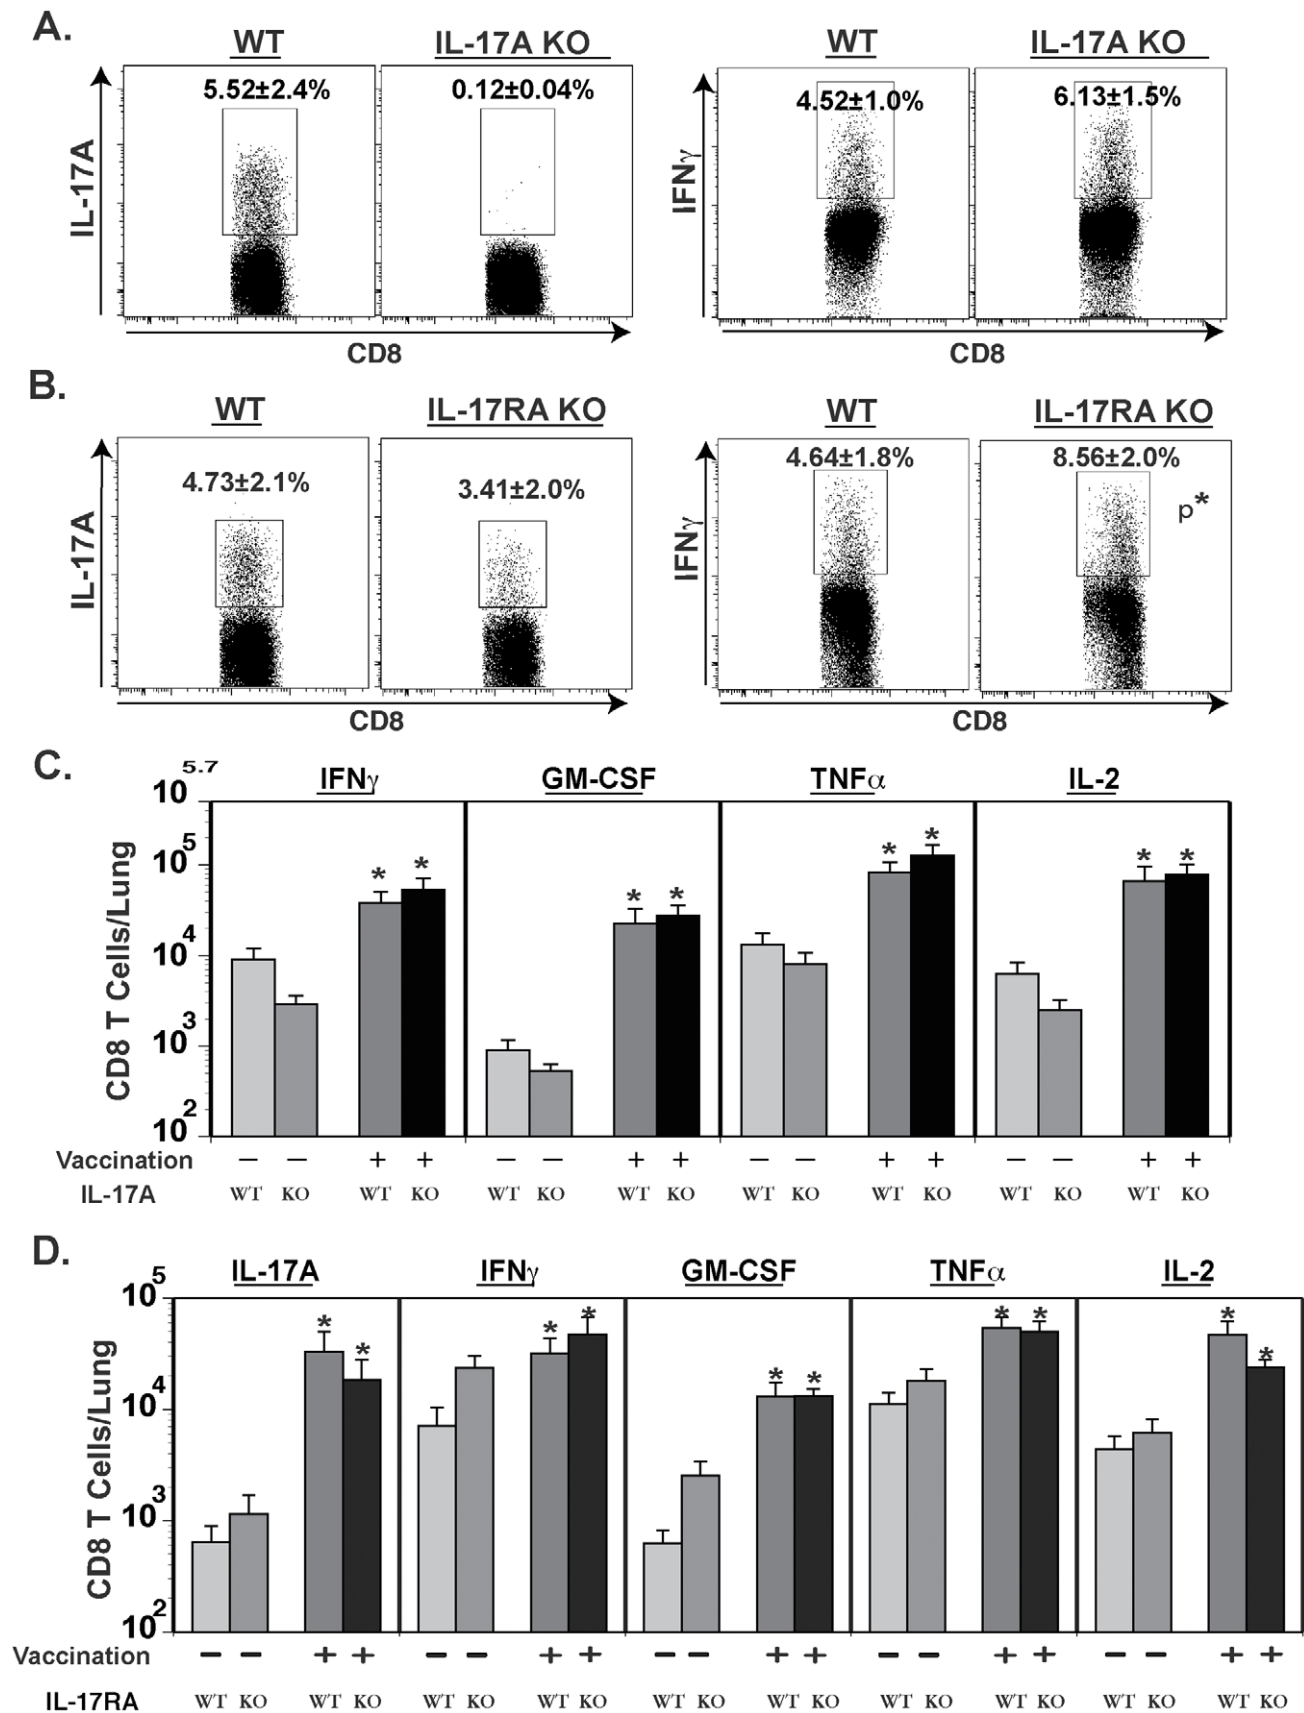 A.
WT IL-17A KO WT IL-17A KO
5.52±2.4% 0.12±0.04% 4.52±1.0% 6.13±1.5%
IL-17A IFNγ
CD8 CD8
B.
WT IL-17RA KO WT IL-17RA KO
4.73±2.1% 3.41±2.0% 4.64±1.8% 8.56±2.0%
p*
IL-17A IFNγ
CD8 CD8
C.
IFNγ GM-CSF TNFα IL-2
10^5.7
10^5
10^4
10^3
10^2
CD8 T Cells/Lung
* * * * * * * *
Vaccination − − + + − − + + − − + + − − + +
IL-17A WT KO WT KO WT KO WT KO WT KO WT KO WT KO WT KO
D.
IL-17A IFNγ GM-CSF TNFα IL-2
10^5
10^4
10^3
10^2
CD8 T Cells/Lung
* * * * * * * * * *
Vaccination − − + + − − + + − − + + − − + + − − + +
IL-17RA WT KO WT KO WT KO WT KO WT KO WT KO WT KO WT KO WT KO WT KO